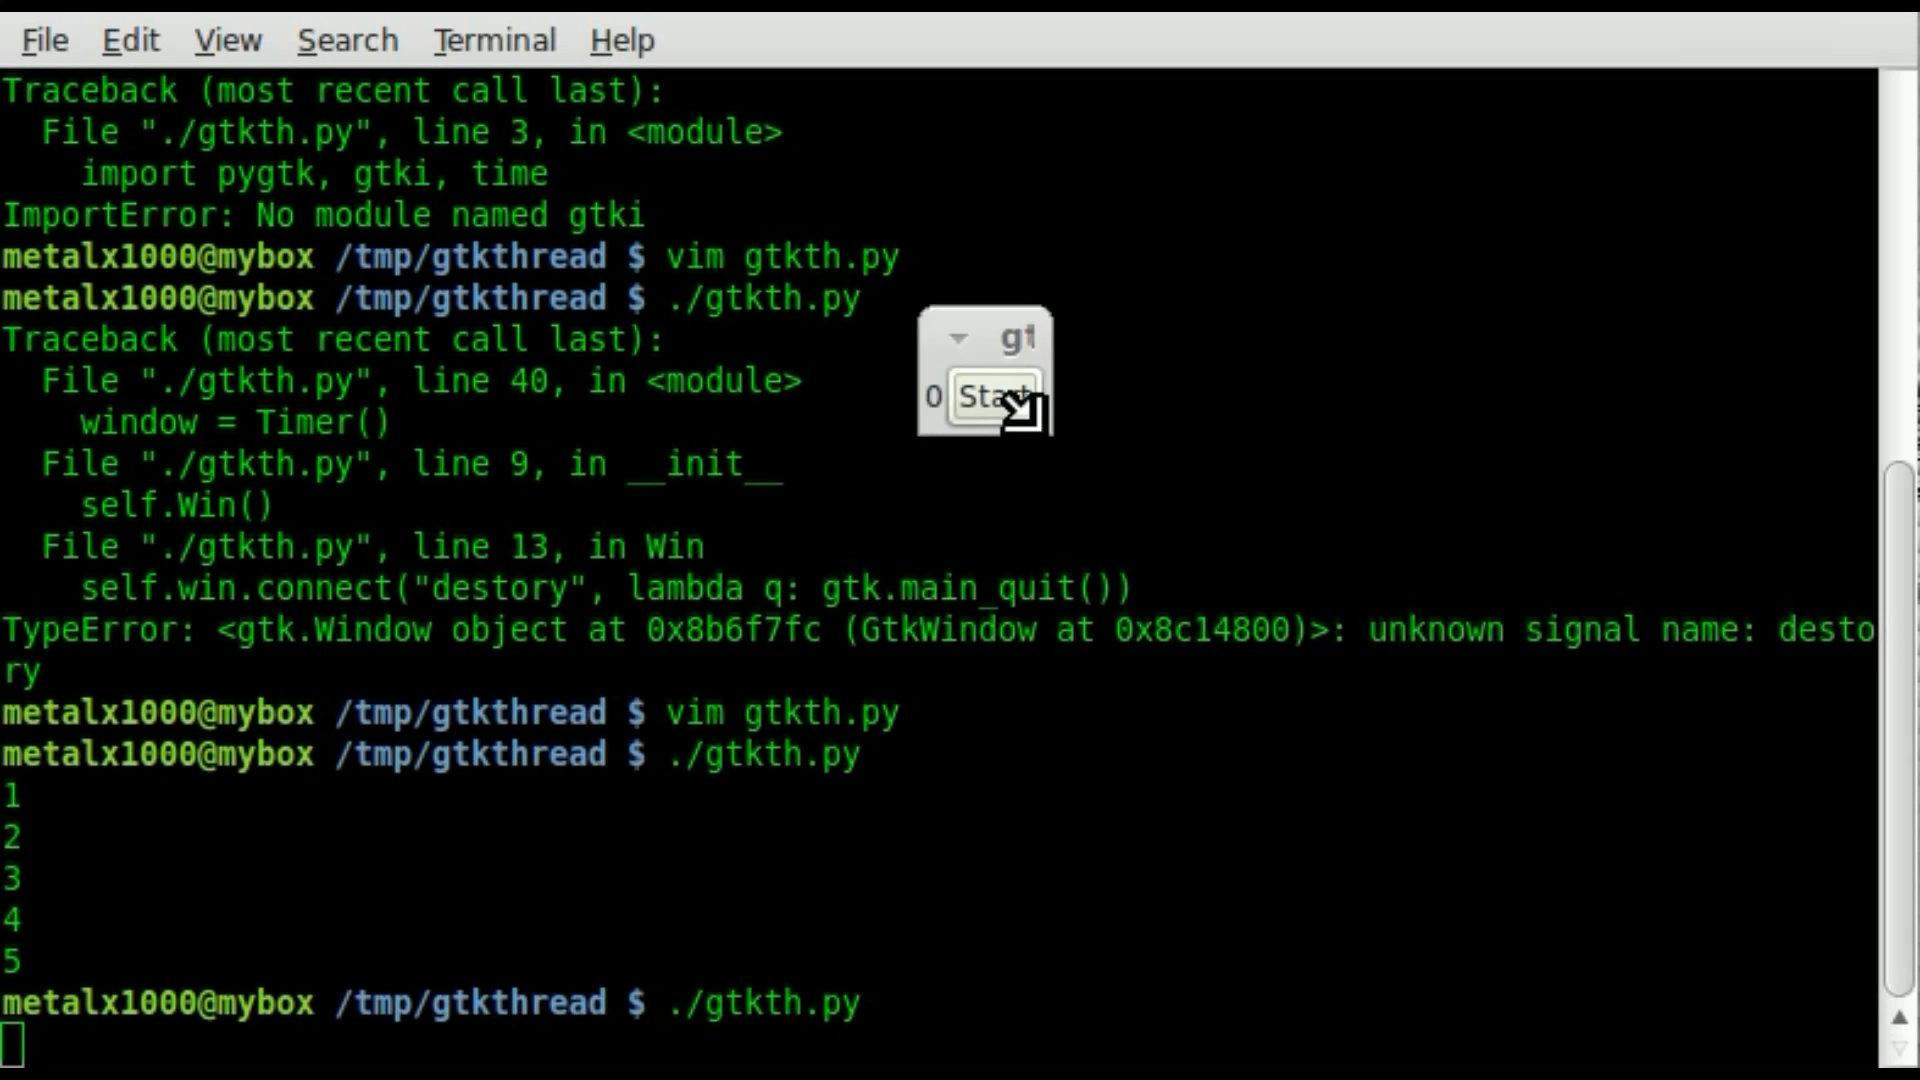 File Edit View Search Terminal Help
Traceback (most recent call last):
  File "./gtkth.py", line 3, in <module>
    import pygtk, gtki, time
ImportError: No module named gtki
metalx1000@mybox /tmp/gtkthread $ vim gtkth.py
metalx1000@mybox /tmp/gtkthread $ ./gtkth.py
Traceback (most recent call last):
  File "./gtkth.py", line 40, in <module>
    window = Timer()
  File "./gtkth.py", line 9, in __init__
    self.Win()
  File "./gtkth.py", line 13, in Win
    self.win.connect("destory", lambda q: gtk.main_quit())
TypeError: <gtk.Window object at 0x8b6f7fc (GtkWindow at 0x8c14800)>: unknown signal name: desto
ry
metalx1000@mybox /tmp/gtkthread $ vim gtkth.py
metalx1000@mybox /tmp/gtkthread $ ./gtkth.py
1
2
3
4
5
metalx1000@mybox /tmp/gtkthread $ ./gtkth.py
0 Start